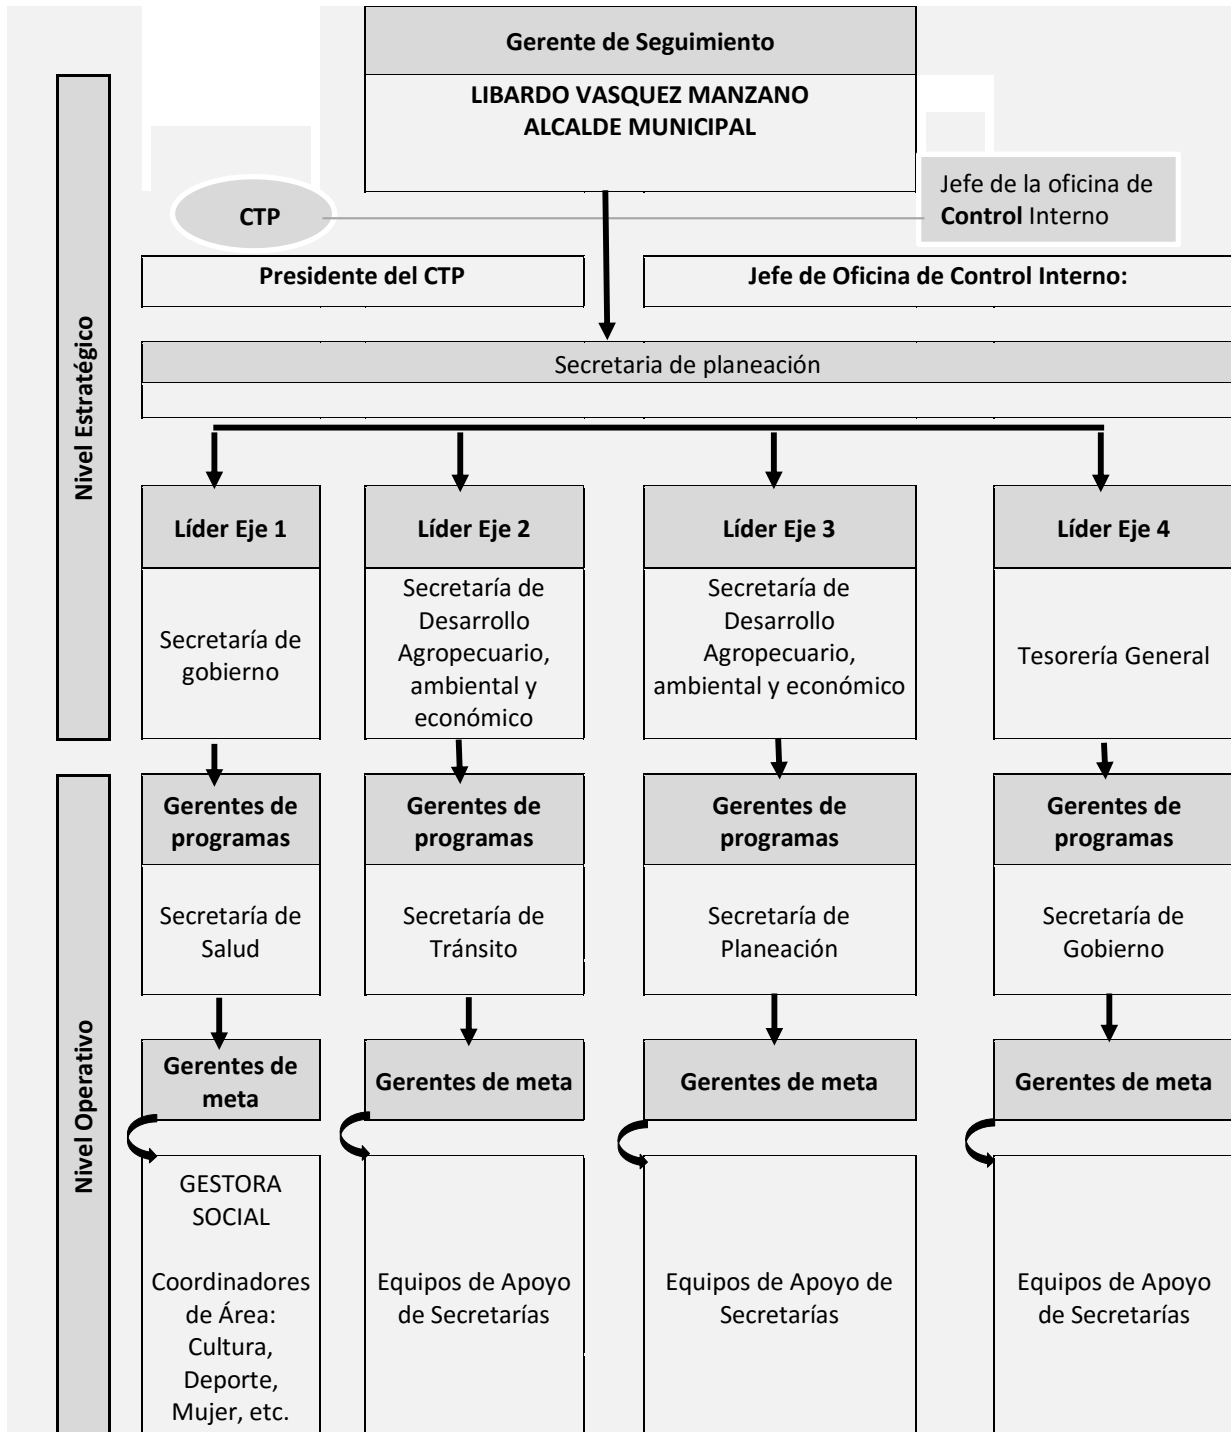 Gerente de Seguimiento
LIBARDO VASQUEZ MANZANO
ALCALDE MUNICIPAL
CTP
Jefe de la oficina de
Control Interno
Presidente del CTP
Jefe de Oficina de Control Interno:
Nivel Estratégico
Secretaria de planeación
Líder Eje 1
Líder Eje 2
Líder Eje 3
Líder Eje 4
Secretaría de
gobierno
Secretaría de
Desarrollo
Agropecuario,
ambiental y
económico
Secretaría de
Desarrollo
Agropecuario,
ambiental y económico
Tesorería General
Nivel Operativo
Gerentes de
programas
Gerentes de
programas
Gerentes de
programas
Gerentes de
programas
Secretaría de
Salud
Secretaría de
Tránsito
Secretaría de
Planeación
Secretaría de
Gobierno
Gerentes de
meta
Gerentes de meta
Gerentes de meta
Gerentes de meta
GESTORA
SOCIAL
Coordinadores
de Área:
Cultura,
Deporte,
Mujer, etc.
Equipos de Apoyo
de Secretarías
Equipos de Apoyo de
Secretarías
Equipos de Apoyo
de Secretarías